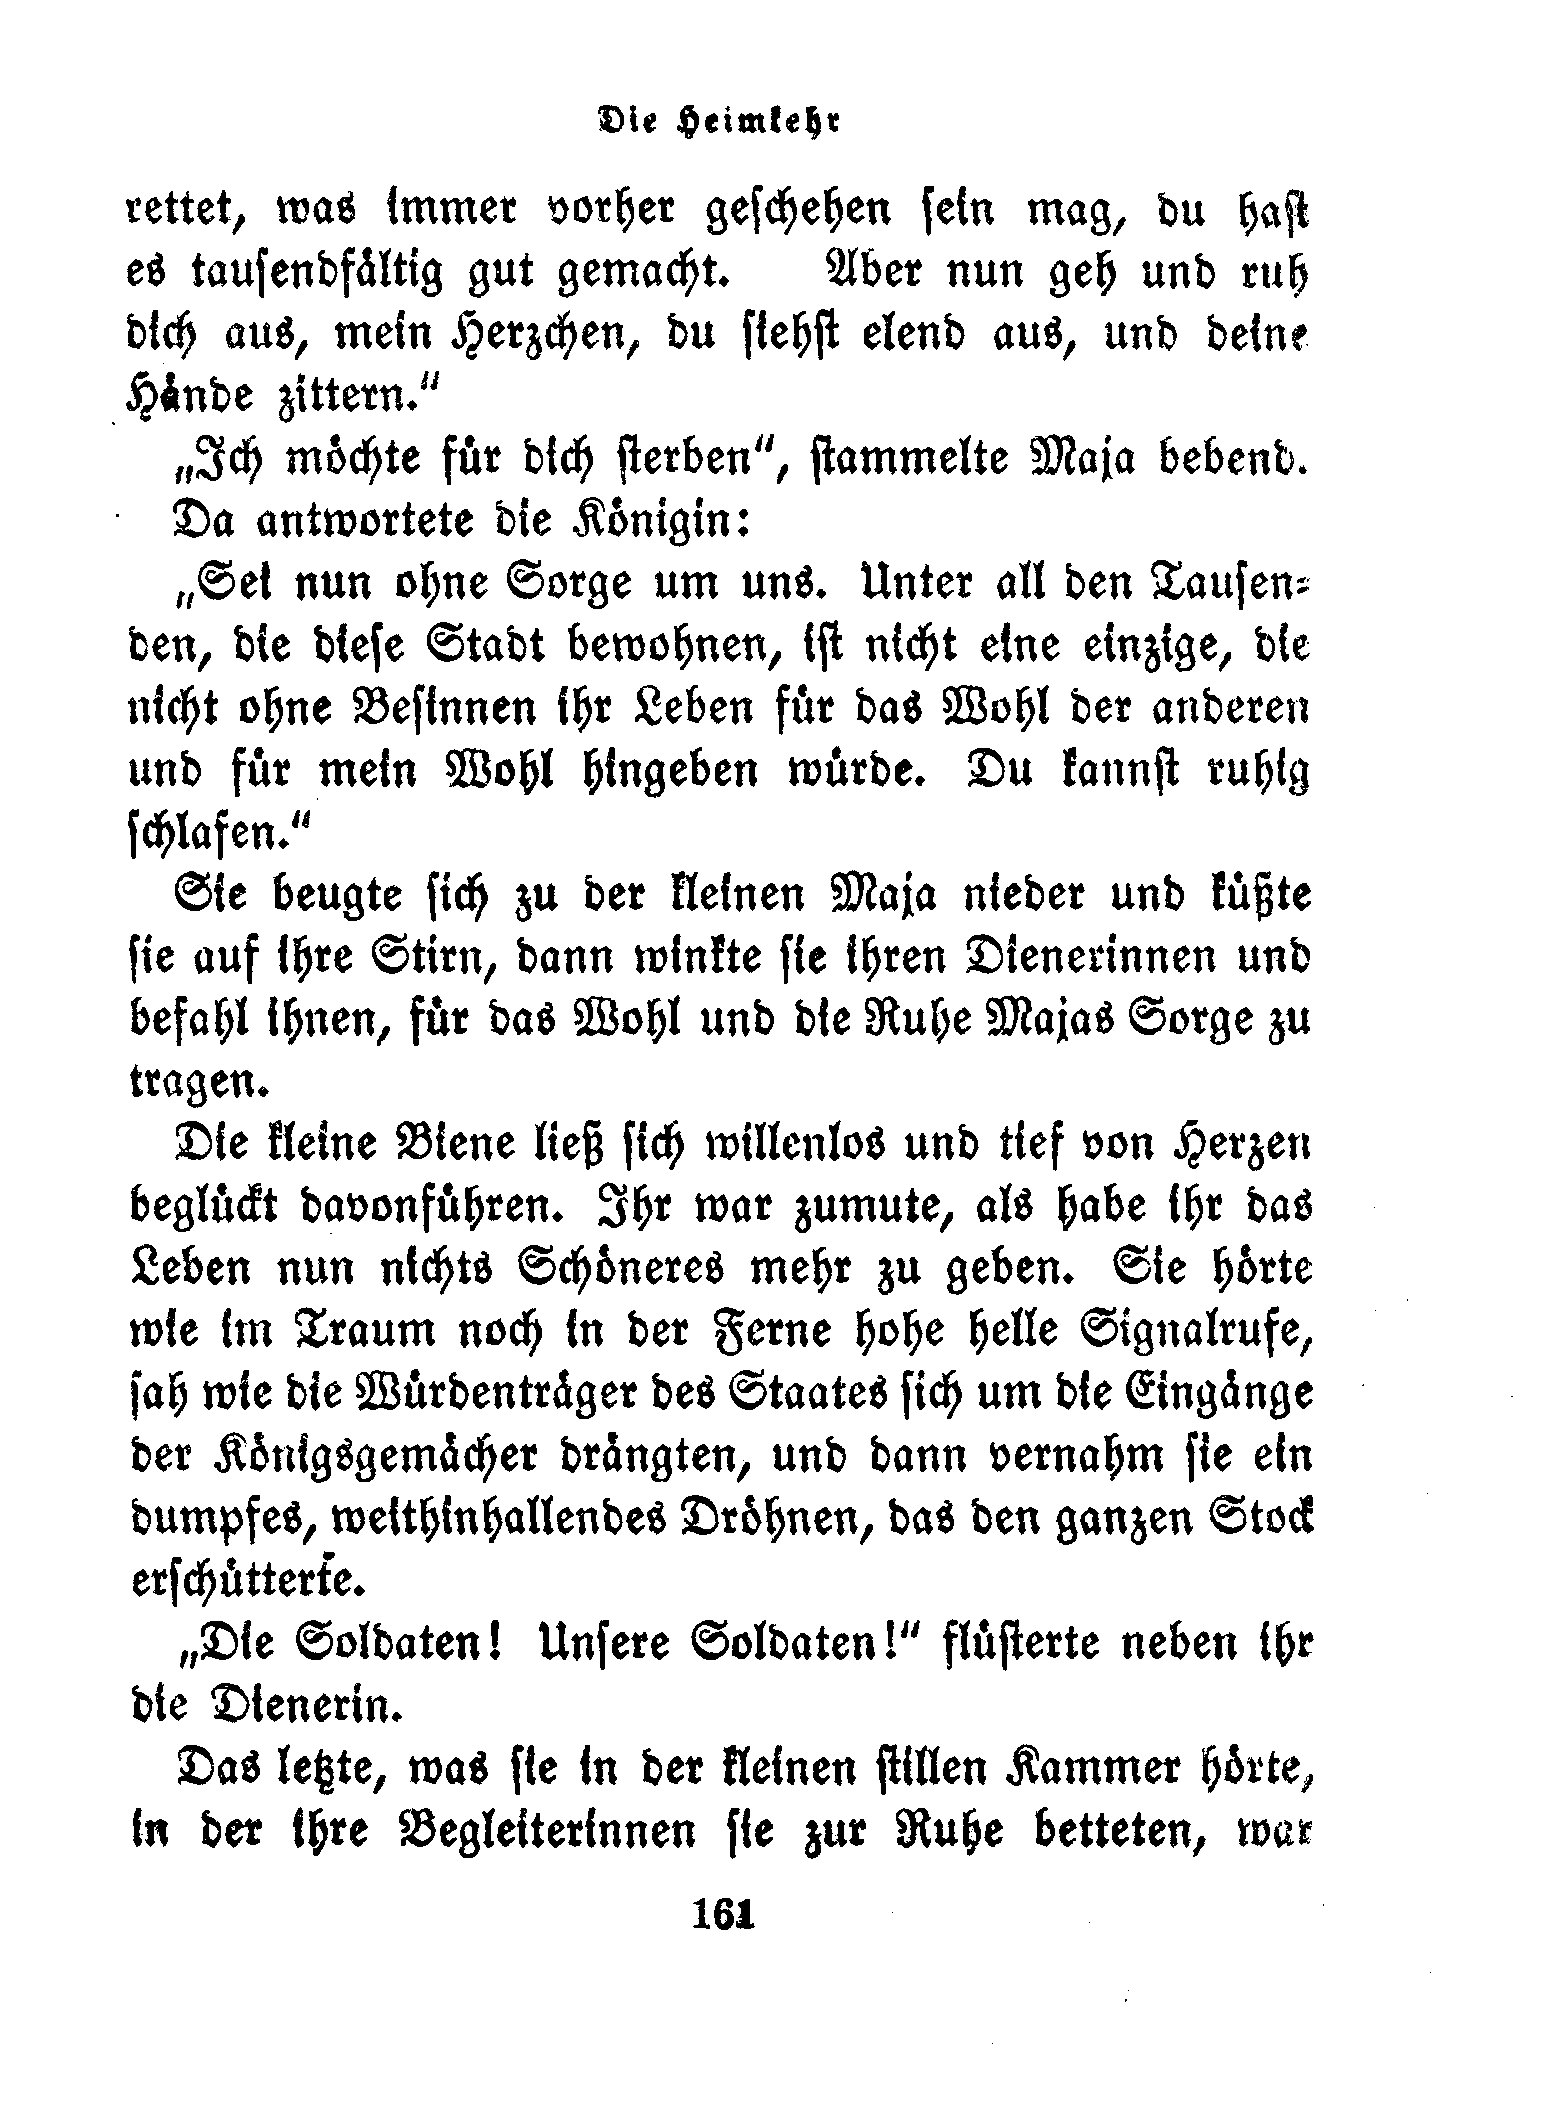 Die Heimkehr
rettet, was immer vorher geschehen sein mag, du hast
es tausendfältig gut gemacht. Aber nun geh und ruh
dich aus, mein Herzchen, du siehst elend aus, und deine
Hände zittern.“
„Ich möchte für dich sterben“, stammelte Maja bebend.
Da antwortete die Königin:
„Sei nun ohne Sorge um uns. Unter all den Tausen-
den, die diese Stadt bewohnen, ist nicht eine einzige, die
nicht ohne Besinnen ihr Leben für das Wohl der anderen
und für mein Wohl hingeben würde. Du kannst ruhig
schlafen.“
Sie beugte sich zu der kleinen Maja nieder und küßte
sie auf ihre Stirn, dann winkte sie ihren Dienerinnen und
befahl ihnen, für das Wohl und die Ruhe Majas Sorge zu
tragen.
Die kleine Biene ließ sich willenlos und tief von Herzen
beglückt davonführen. Ihr war zumute, als habe ihr das
Leben nun nichts Schöneres mehr zu geben. Sie hörte
wie im Traum noch in der Ferne hohe helle Signalrufe,
sah wie die Würdenträger des Staates sich um die Eingänge
der Königsgemächer drängten, und dann vernahm sie ein
dumpfes, weithinhallendes Dröhnen, das den ganzen Stock
erschütterte.
„Die Soldaten! Unsere Soldaten!“ flüsterte neben ihr
die Dienerin.
Das letzte, was sie in der kleinen stillen Kammer hörte,
in der ihre Begleiterinnen sie zur Ruhe betteten, war
161